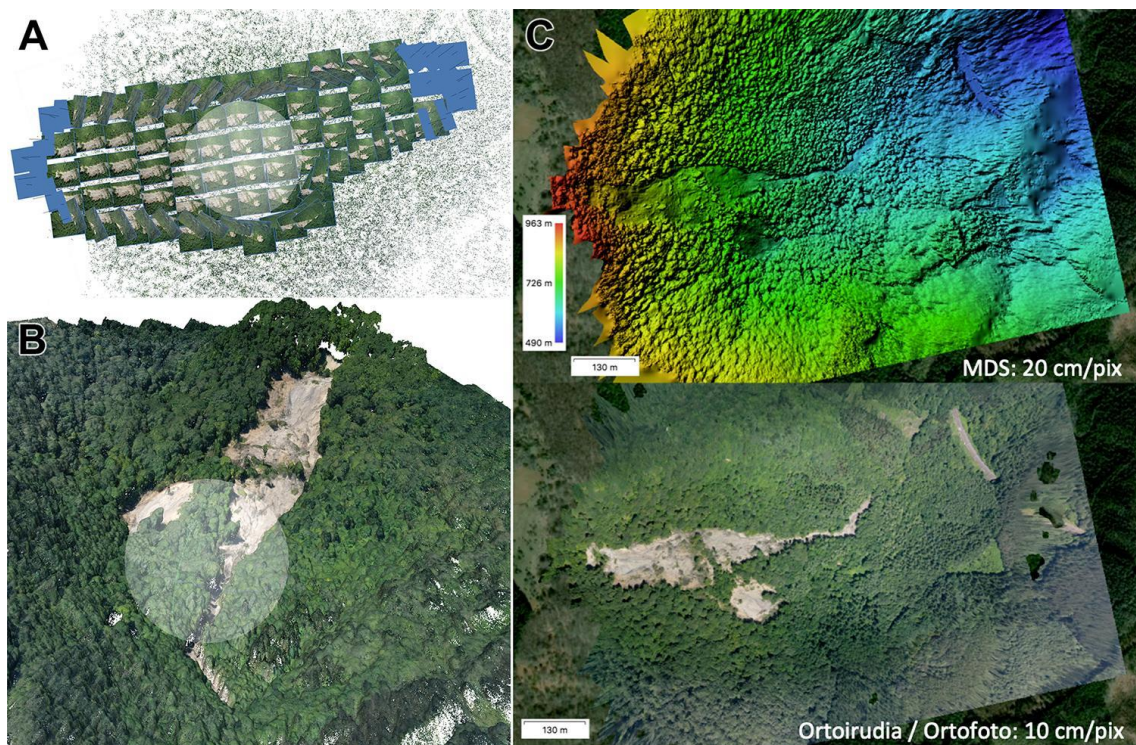 A
B
C
963 m
726 m
490 m
130 m
MDS: 20 cm/pix
130 m
Ortoirudia / Ortofoto: 10 cm/pix